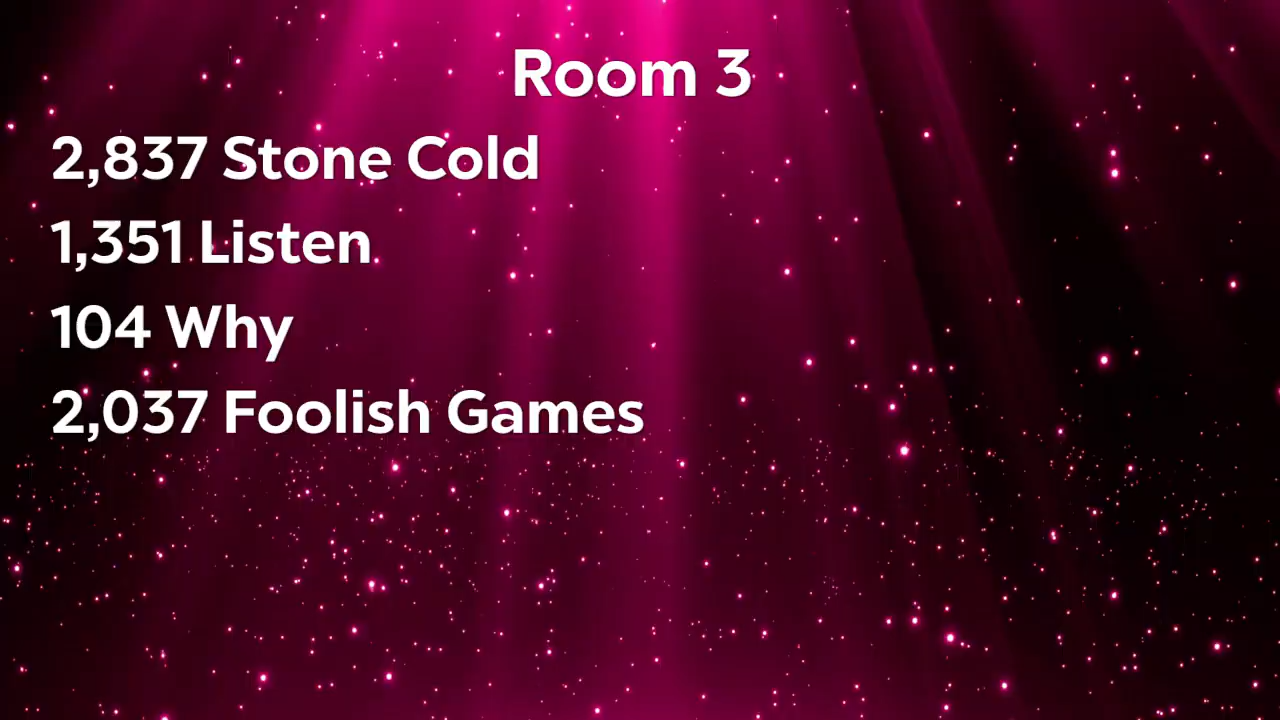 Room 3
2,837 Stone Cold
1,351 Listen
104 Why
2,037 Foolish Games